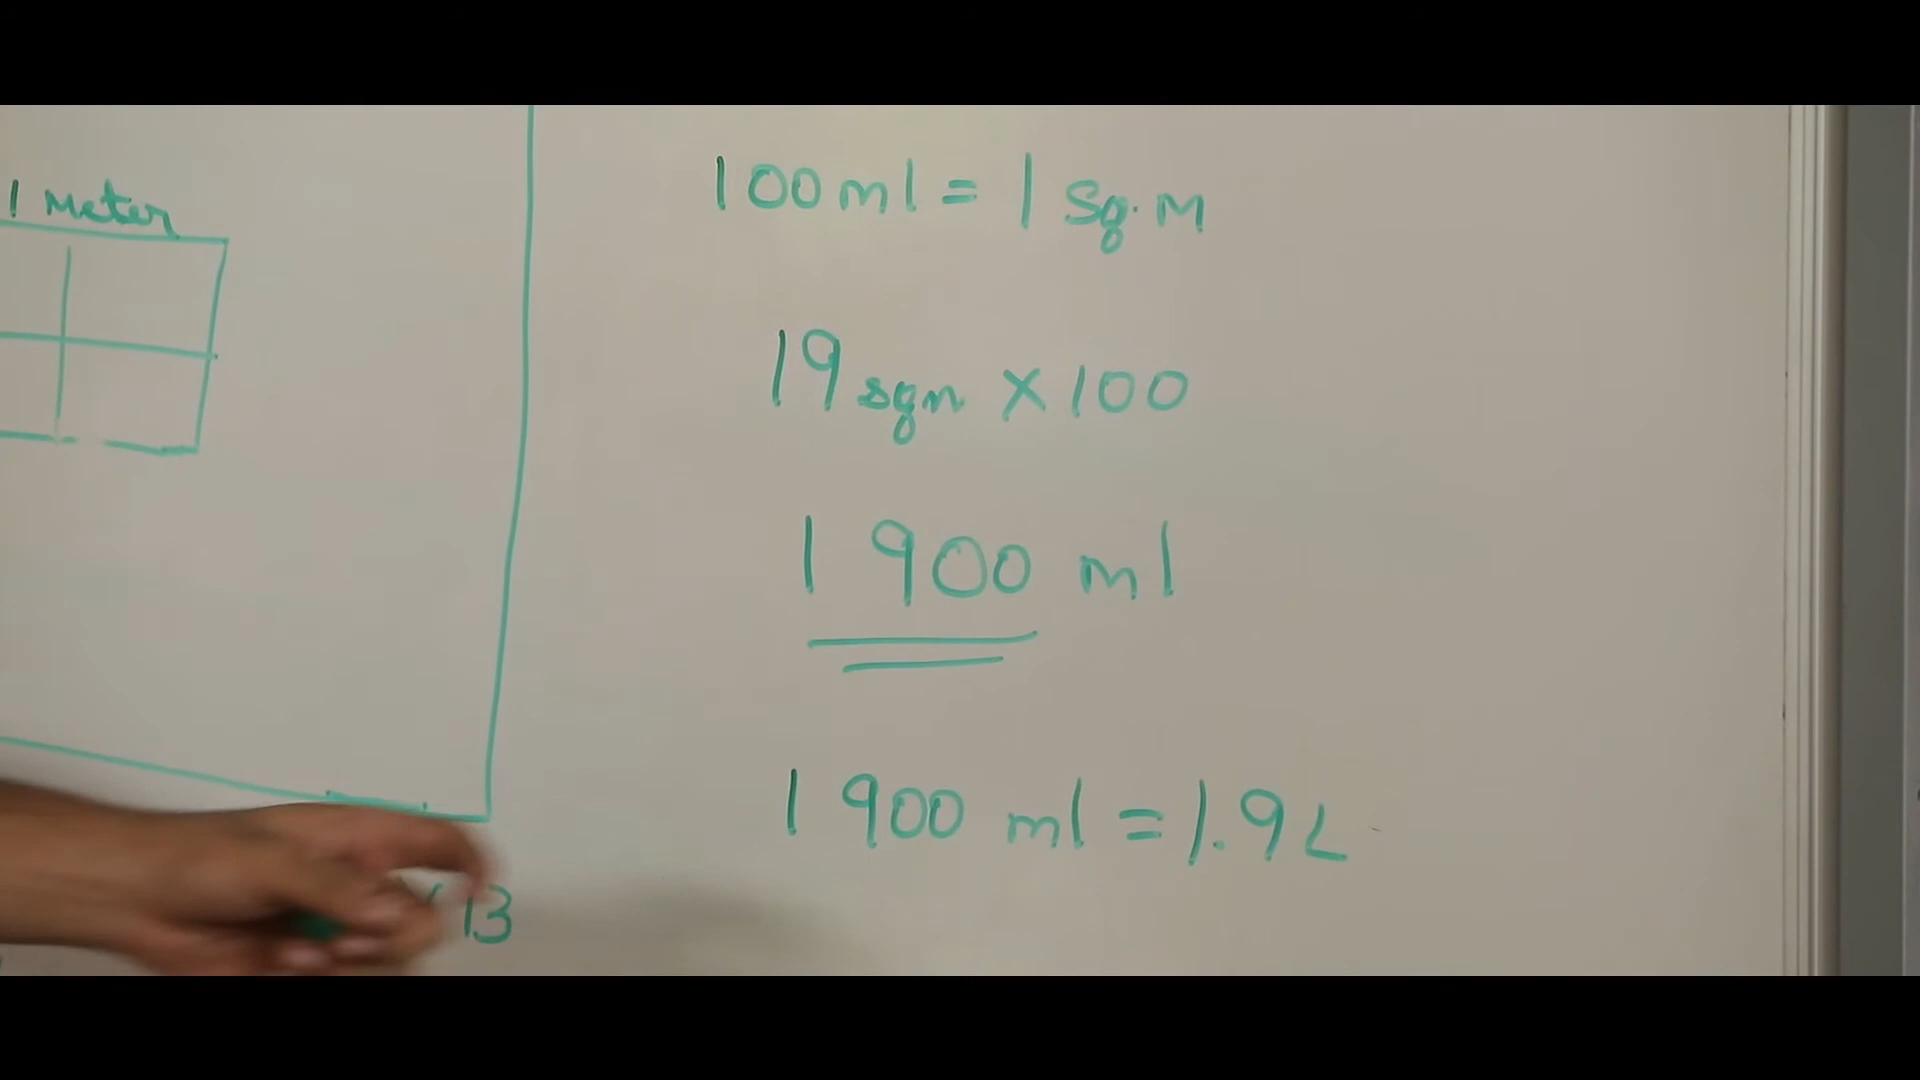 1 Meter
100 ml = 1 Sq.M
19 sqm × 100
1 900 ml
1 900 ml = 1.9 L
13